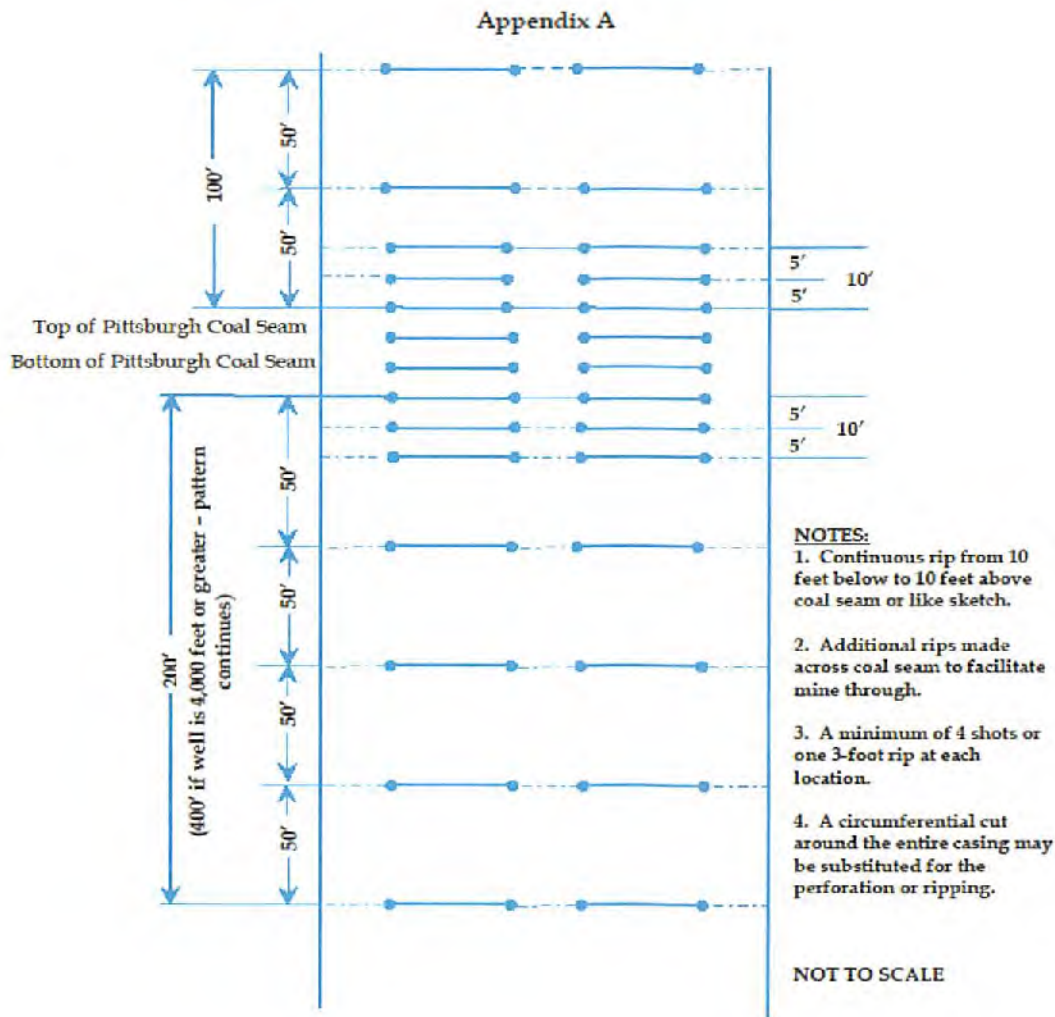 Appendix A
50'
100'
50'
5'
10'
5'
Top of Pittsburgh Coal Seam
Bottom of Pittsburgh Coal Seam
5'
10'
5'
50'
200'
(400' if well is 4,000 feet or greater – pattern
continues)
50'
50'
50'
NOTES:
1. Continuous rip from 10
feet below to 10 feet above
coal seam or like sketch.
2. Additional rips made
across coal seam to facilitate
mine through.
3. A minimum of 4 shots or
one 3-foot rip at each
location.
4. A circumferential cut
around the entire casing may
be substituted for the
perforation or ripping.
NOT TO SCALE